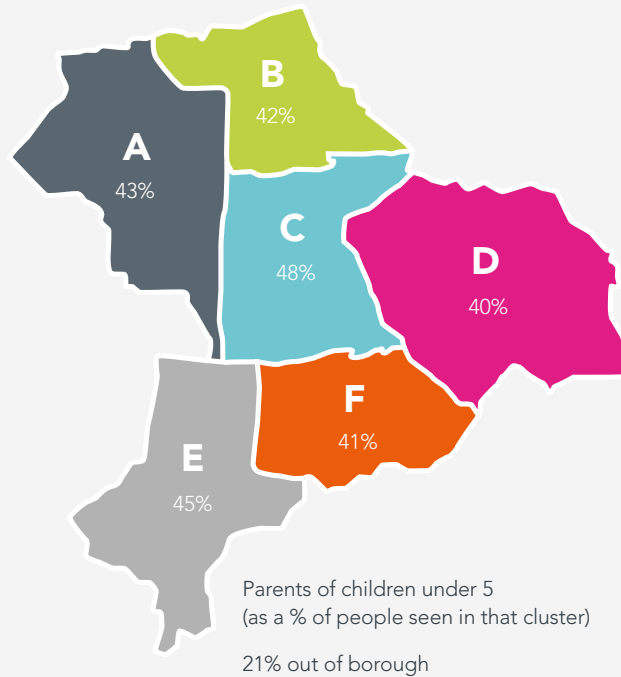 B
42%
A
43%
C
48%
D
40%
F
41%
E
45%
Parents of children under 5
(as a % of people seen in that cluster)
21% out of borough